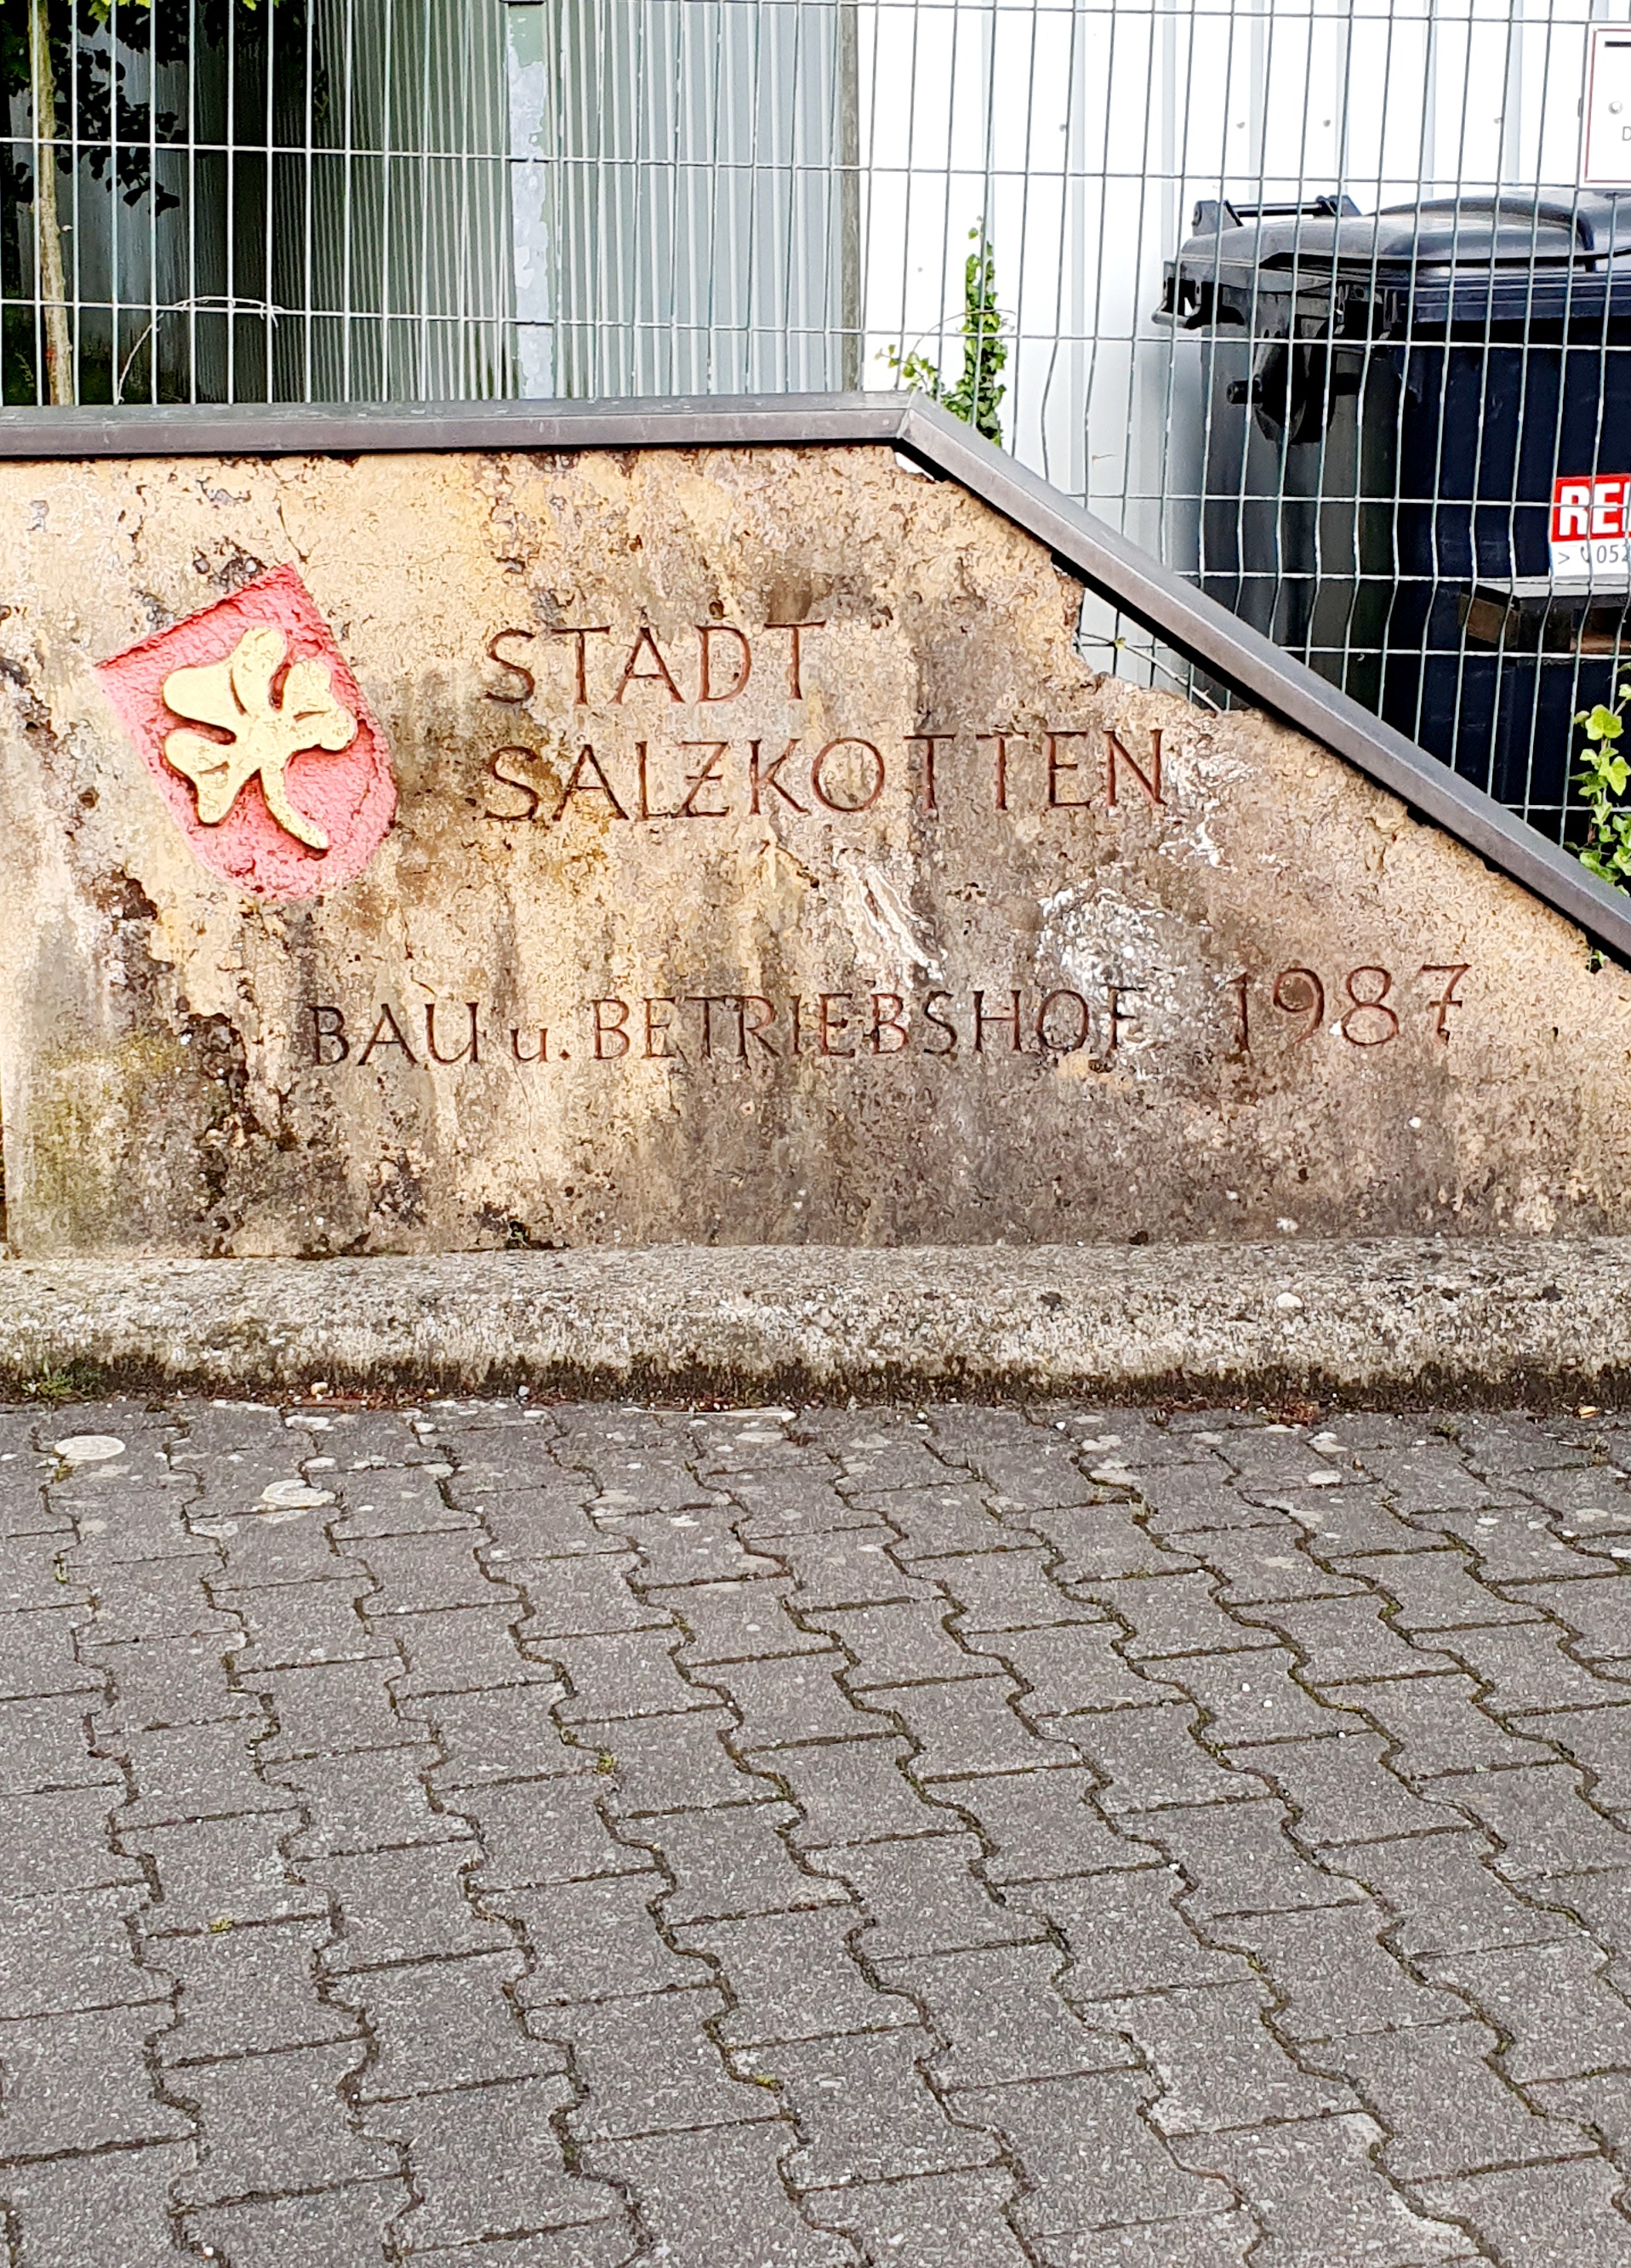 STADT
SALZKOTTEN
BAU u. BETRIEBSHOF 1987